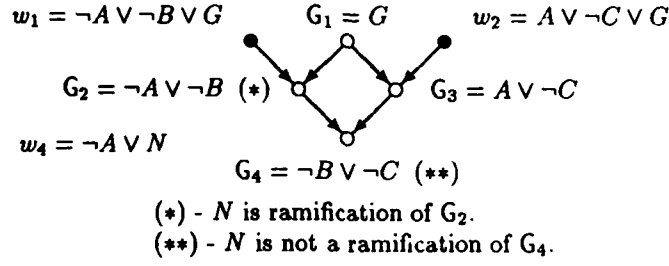 w₁ = ¬A ∨ ¬B ∨ G G₁ = G w₂ = A ∨ ¬C ∨ G
G₂ = ¬A ∨ ¬B (*) G₃ = A ∨ ¬C
w₄ = ¬A ∨ N
G₄ = ¬B ∨ ¬C (**)
(*) - N is ramification of G₂.
(**) - N is not a ramification of G₄.